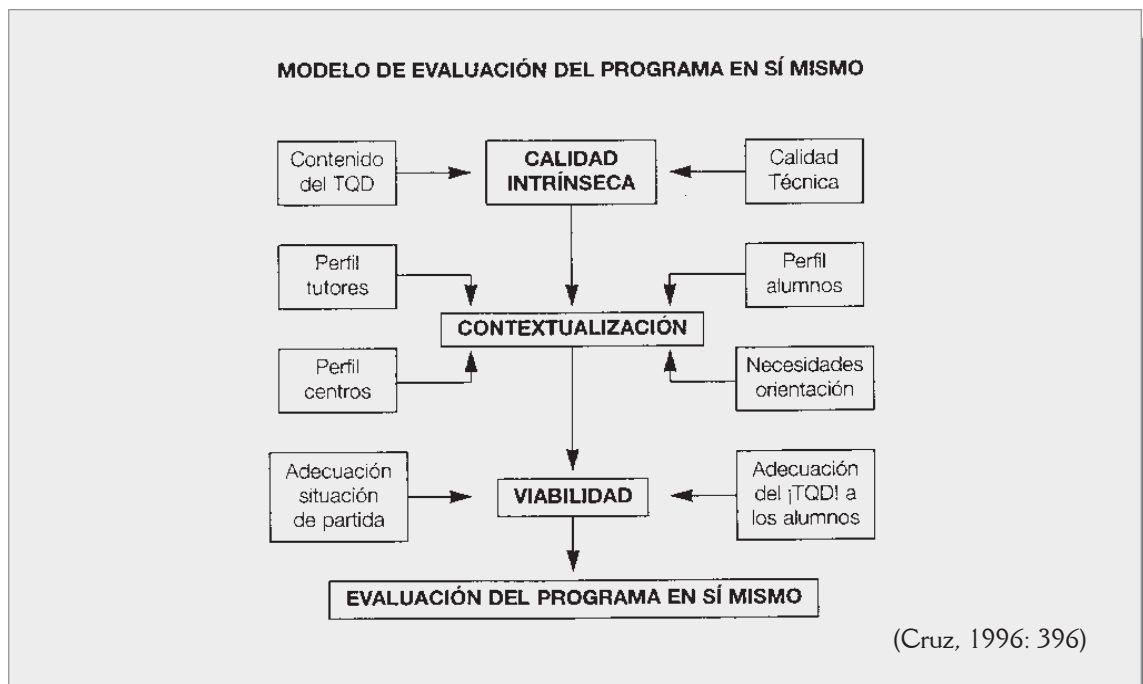 MODELO DE EVALUACIÓN DEL PROGRAMA EN SÍ MISMO
Contenido
del TQD
CALIDAD
INTRÍNSECA
Calidad
Técnica
Perfil
tutores
Perfil
alumnos
CONTEXTUALIZACIÓN
Perfil
centros
Necesidades
orientación
Adecuación
situación
de partida
VIABILIDAD
Adecuación
del ¡TQD! a
los alumnos
EVALUACIÓN DEL PROGRAMA EN SÍ MISMO
(Cruz, 1996: 396)